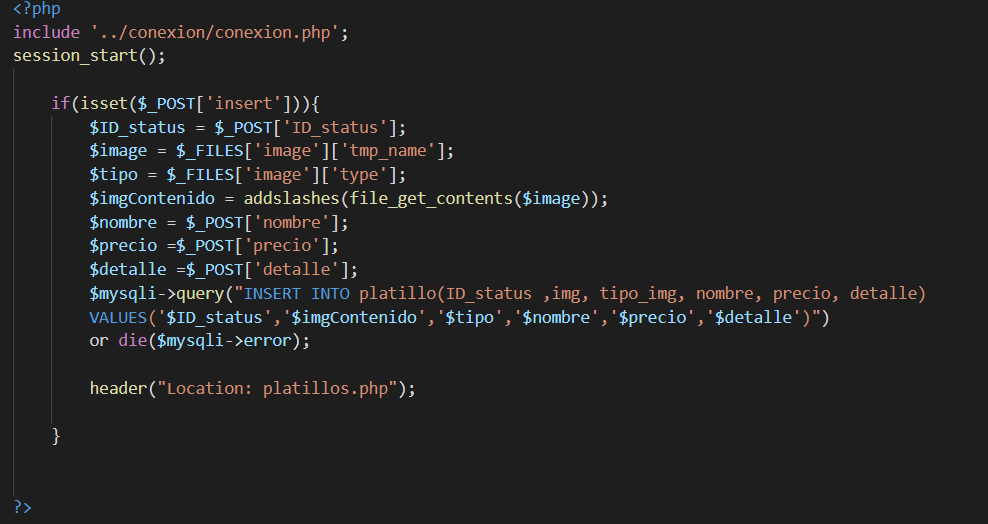 <?php
include '../conexion/conexion.php';
session_start();
if(isset($_POST['insert'])){
$ID_status = $_POST['ID_status'];
$image = $_FILES['image']['tmp_name'];
$tipo = $_FILES['image']['type'];
$imgContenido = addslashes(file_get_contents($image));
$nombre = $_POST['nombre'];
$precio =$_POST['precio'];
$detalle =$_POST['detalle'];
$mysqli->query("INSERT INTO platillo(ID_status ,img, tipo_img, nombre, precio, detalle)
VALUES('$ID_status','$imgContenido','$tipo','$nombre','$precio','$detalle')")
or die($mysqli->error);
header("Location: platillos.php");
}
?>